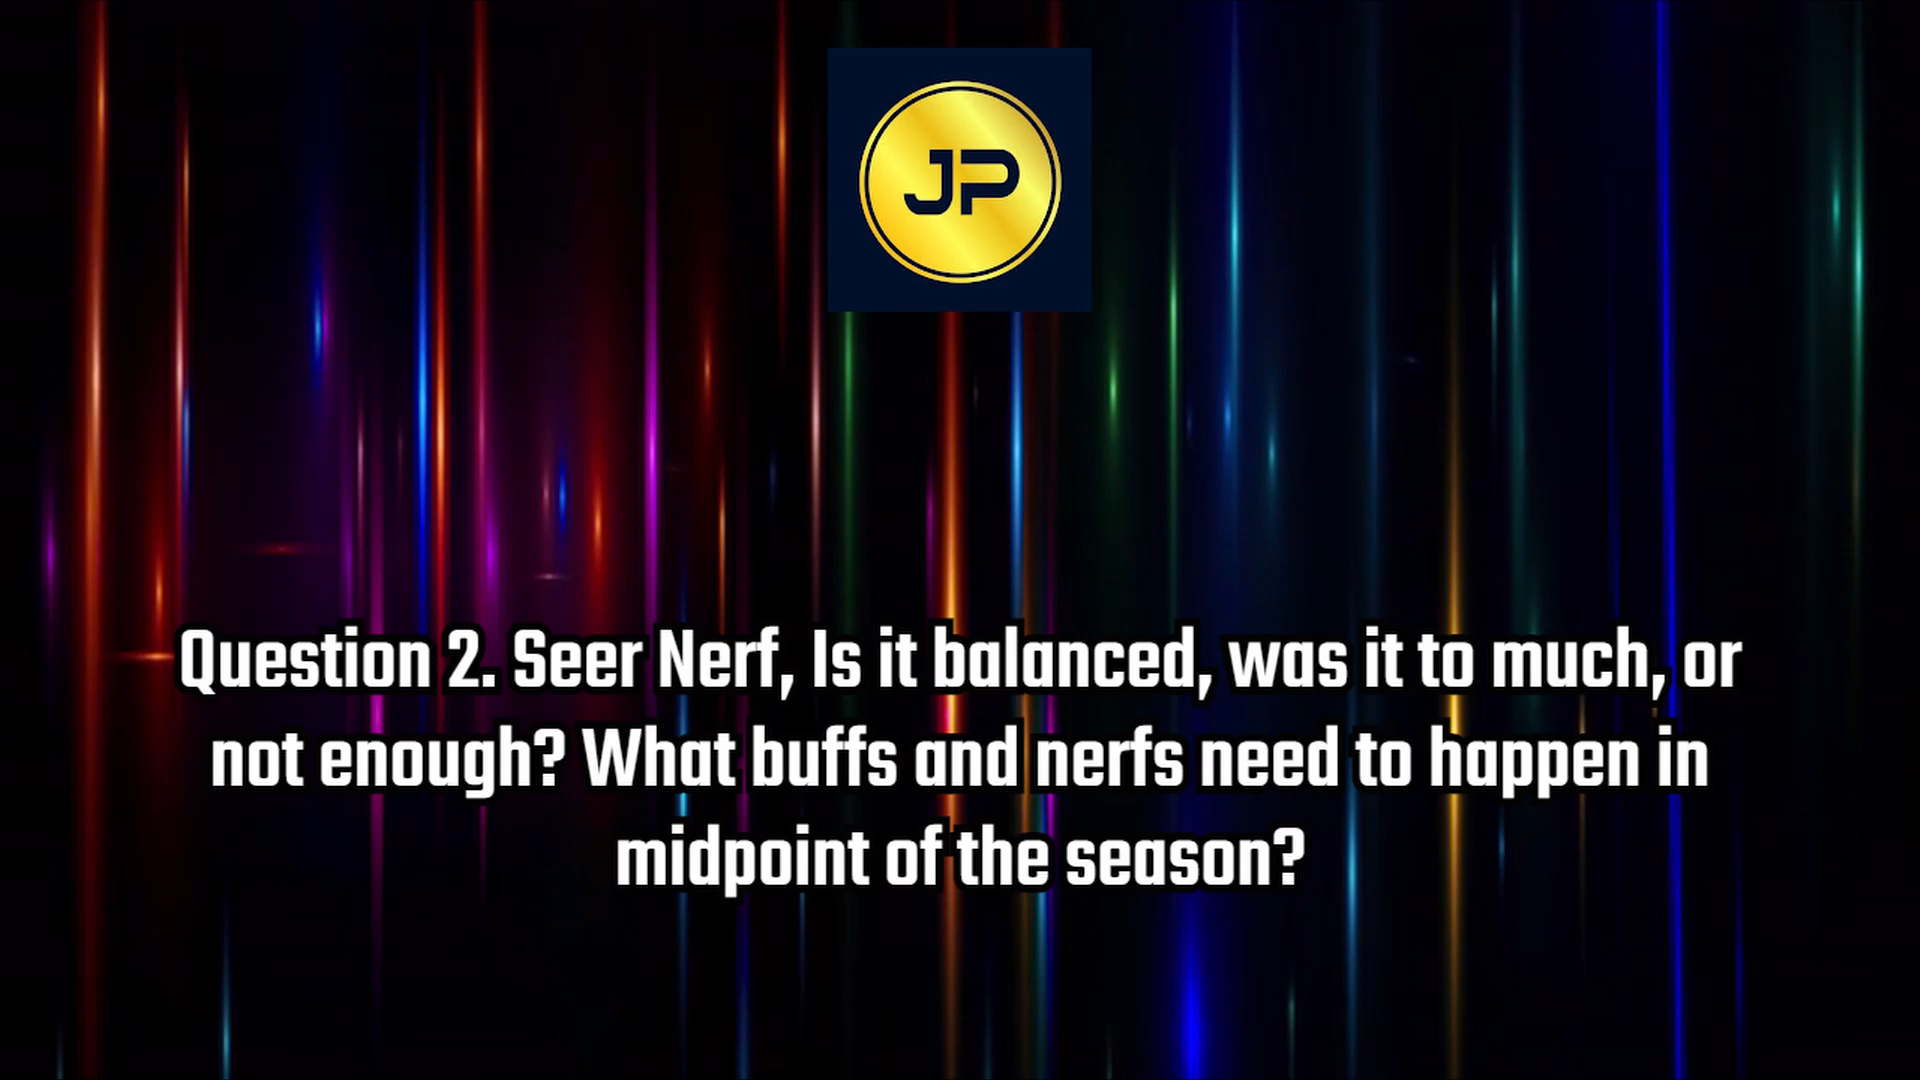 JP
Question 2. Seer Nerf, Is it balanced, was it to much, or
not enough? What buffs and nerfs need to happen in
midpoint of the season?